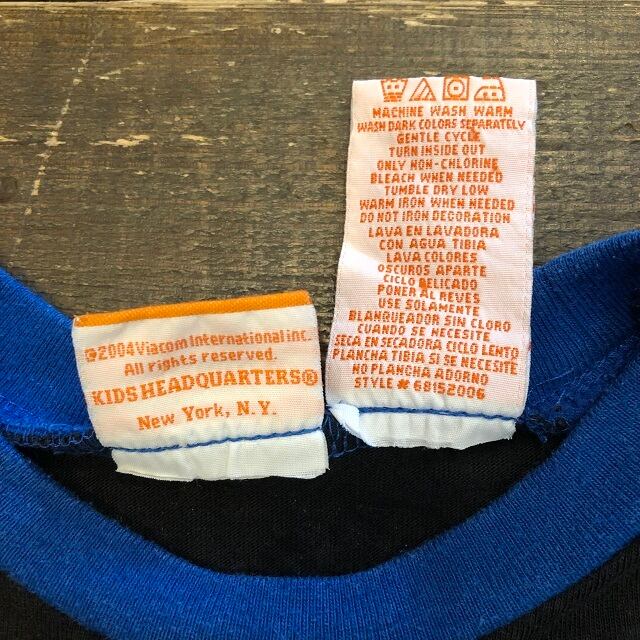 ©2004 Viacom International inc.
All rights reserved.
KIDS HEADQUARTERS®
New York, N.Y.
MACHINE WASH WARM
WASH DARK COLORS SEPARATELY
GENTLE CYCLE
TURN INSIDE OUT
ONLY NON-CHLORINE
BLEACH WHEN NEEDED
TUMBLE DRY LOW
WARM IRON WHEN NEEDED
DO NOT IRON DECORATION
LAVA EN LAVADORA
CON AGUA TIBIA
LAVA COLORES
OSCUROS APARTE
CICLO DELICADO
PONER AL REVES
USE SOLAMENTE
BLANQUEADOR SIN CLORO
CUANDO SE NECESITE
SECA EN SECADORA CICLO LENTO
PLANCHA TIBIA SI SE NECESITE
NO PLANCHA ADORNO
STYLE # 68152006